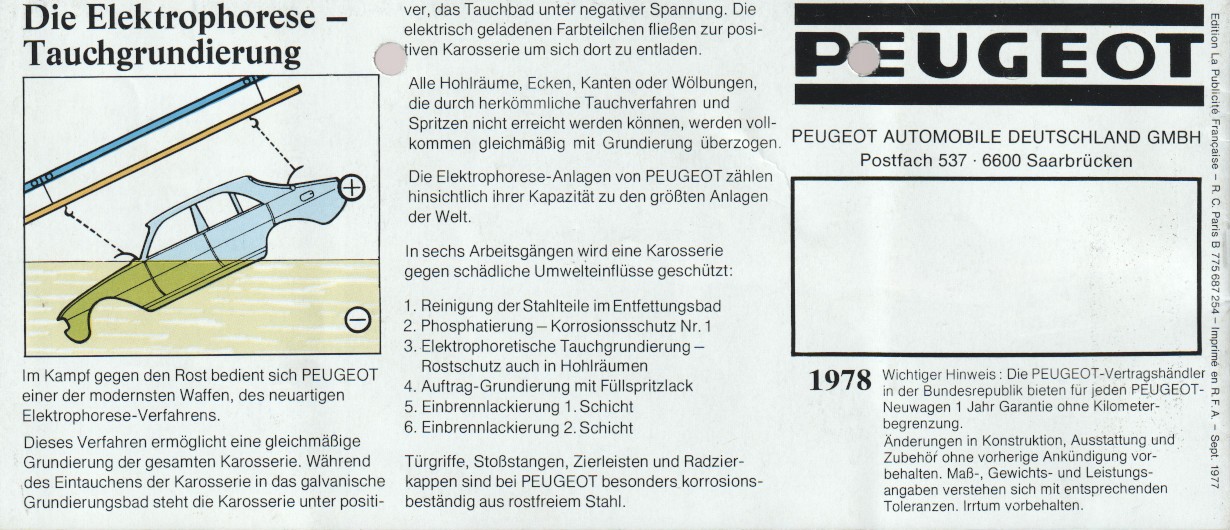 Die Elektrophorese –
Tauchgrundierung
+
–
Im Kampf gegen den Rost bedient sich PEUGEOT
einer der modernsten Waffen, des neuartigen
Elektrophorese-Verfahrens.
Dieses Verfahren ermöglicht eine gleichmäßige
Grundierung der gesamten Karosserie. Während
des Eintauchens der Karosserie in das galvanische
Grundierungsbad steht die Karosserie unter positi-
ver, das Tauchbad unter negativer Spannung. Die
elektrisch geladenen Farbteilchen fließen zur posi-
tiven Karosserie um sich dort zu entladen.
Alle Hohlräume, Ecken, Kanten oder Wölbungen,
die durch herkömmliche Tauchverfahren und
Spritzen nicht erreicht werden können, werden voll-
kommen gleichmäßig mit Grundierung überzogen.
Die Elektrophorese-Anlagen von PEUGEOT zählen
hinsichtlich ihrer Kapazität zu den größten Anlagen
der Welt.
In sechs Arbeitsgängen wird eine Karosserie
gegen schädliche Umwelteinflüsse geschützt:
1. Reinigung der Stahlteile im Entfettungsbad
2. Phosphatierung – Korrosionsschutz Nr. 1
3. Elektrophoretische Tauchgrundierung –
Rostschutz auch in Hohlräumen
4. Auftrag-Grundierung mit Füllspritzlack
5. Einbrennlackierung 1. Schicht
6. Einbrennlackierung 2. Schicht
Türgriffe, Stoßstangen, Zierleisten und Radzier-
kappen sind bei PEUGEOT besonders korrosions-
beständig aus rostfreiem Stahl.
PEUGEOT
PEUGEOT AUTOMOBILE DEUTSCHLAND GMBH
Postfach 537 · 6600 Saarbrücken
1978 Wichtiger Hinweis: Die PEUGEOT-Vertragshändler
in der Bundesrepublik bieten für jeden PEUGEOT-
Neuwagen 1 Jahr Garantie ohne Kilometer-
begrenzung.
Änderungen in Konstruktion, Ausstattung und
Zubehör ohne vorherige Ankündigung vor-
behalten. Maß-, Gewichts- und Leistungs-
angaben verstehen sich mit entsprechenden
Toleranzen. Irrtum vorbehalten.
Edition La Publicité Française – R. C. Paris B 775 687 254 – Imprimé en R.F.A. – Sept. 1977